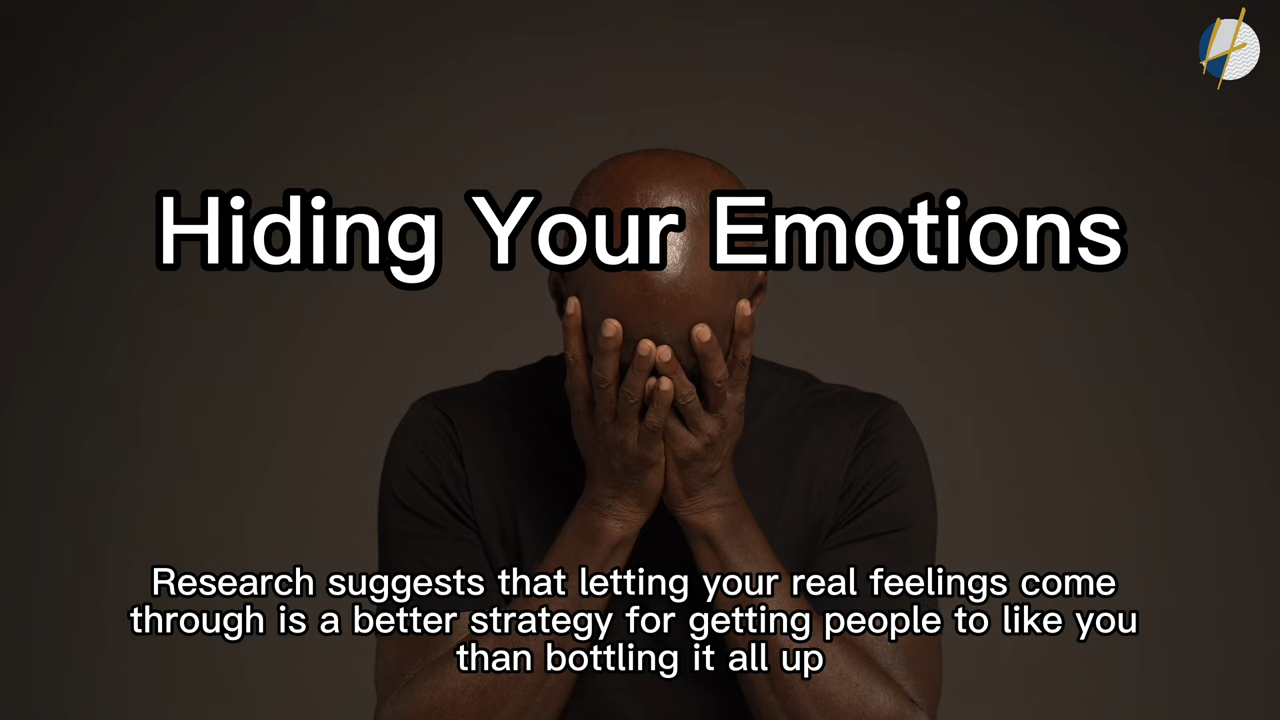 Hiding Your Emotions
Research suggests that letting your real feelings come
through is a better strategy for getting people to like you
than bottling it all up